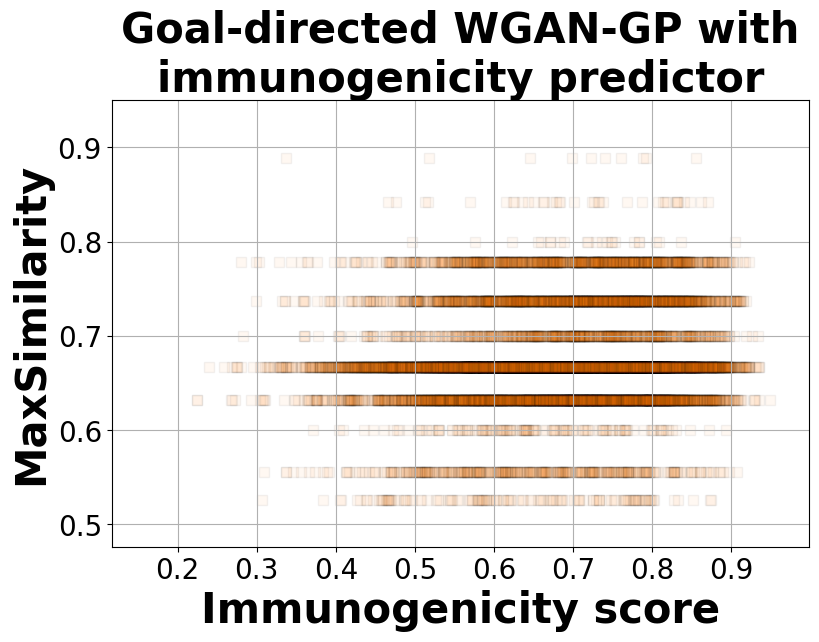 Goal-directed WGAN-GP with
immunogenicity predictor
MaxSimilarity
0.9
0.8
0.7
0.6
0.5
0.2 0.3 0.4 0.5 0.6 0.7 0.8 0.9
Immunogenicity score